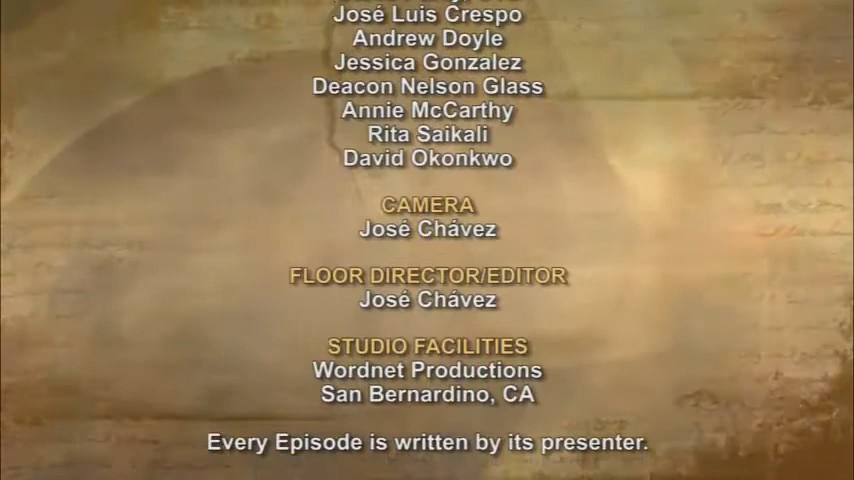 José Luis Crespo
Andrew Doyle
Jessica Gonzalez
Deacon Nelson Glass
Annie McCarthy
Rita Saikali
David Okonkwo
CAMERA
José Chávez
FLOOR DIRECTOR/EDITOR
José Chávez
STUDIO FACILITIES
Wordnet Productions
San Bernardino, CA
Every Episode is written by its presenter.